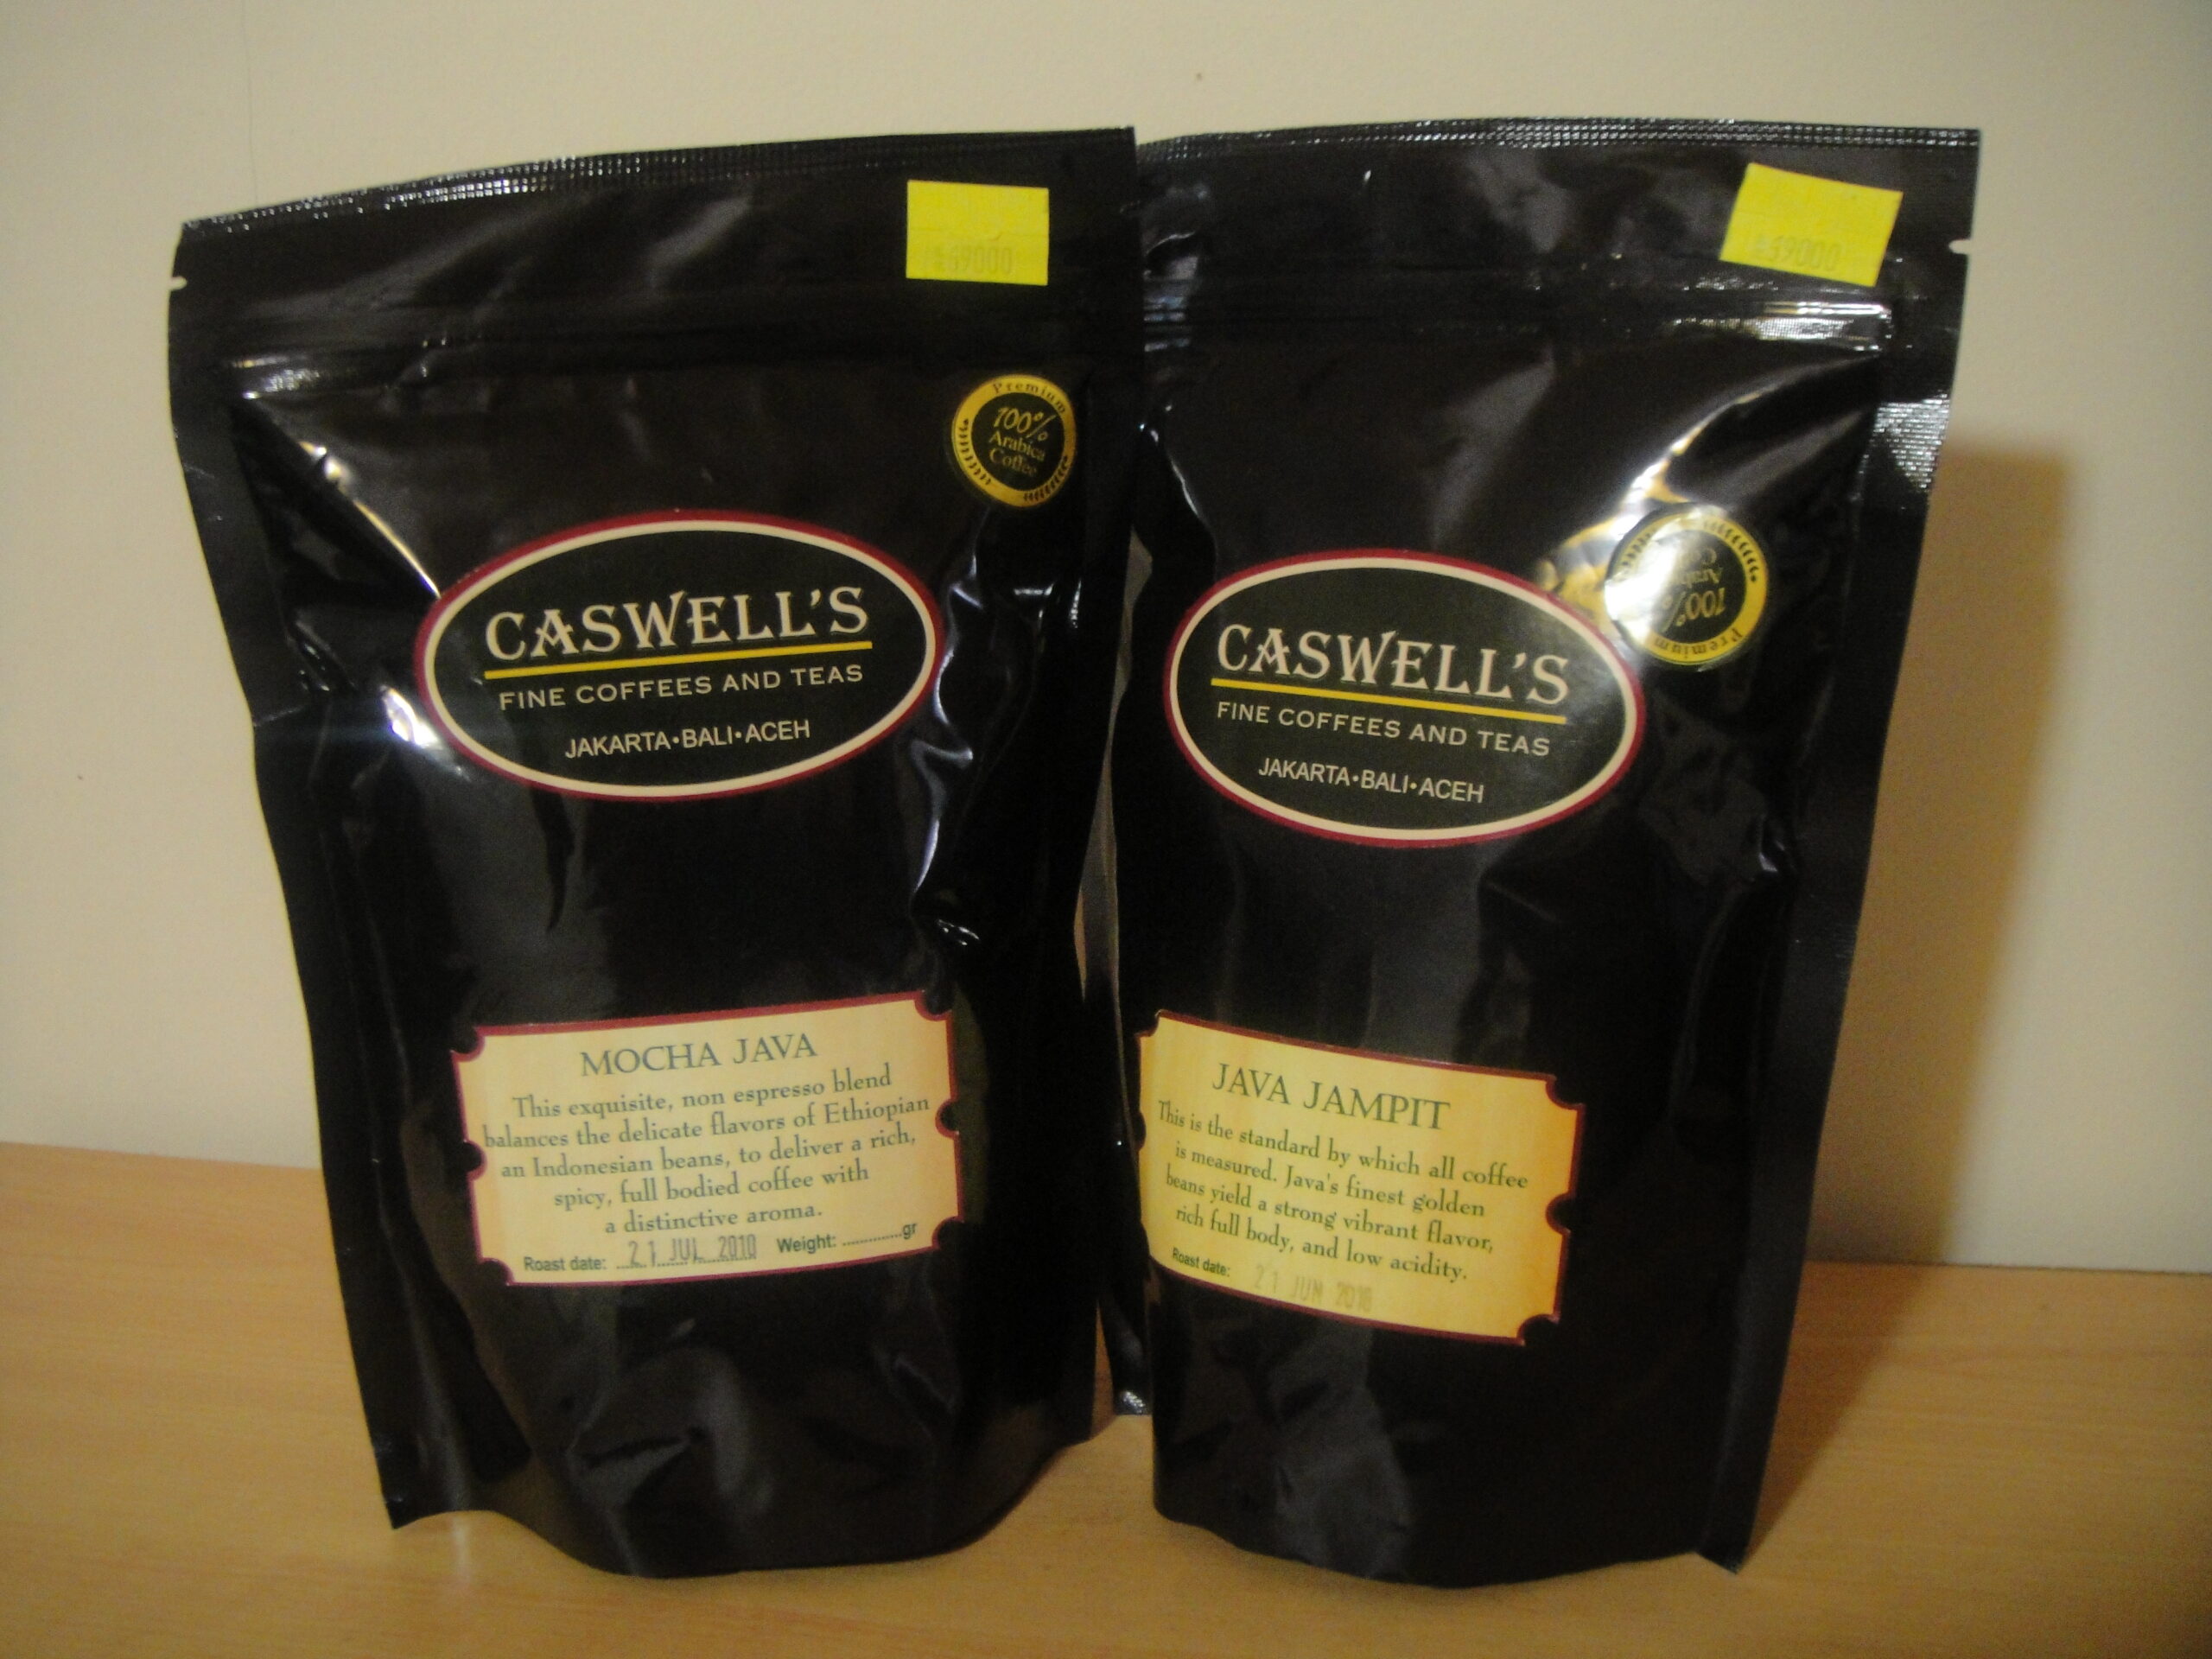 69000
Premium
100%
Arabica
Coffee
CASWELL'S
FINE COFFEES AND TEAS
JAKARTA•BALI•ACEH
MOCHA JAVA
This exquisite, non espresso blend
balances the delicate flavors of Ethiopian
an Indonesian beans, to deliver a rich,
spicy, full bodied coffee with
a distinctive aroma.
Roast date: 21 JUL 2010 Weight: .............gr
Premium
100%
Arabica
CASWELL'S
FINE COFFEES AND TEAS
JAKARTA•BALI•ACEH
JAVA JAMPIT
This is the standard by which all coffee
is measured. Java's finest golden
beans yield a strong vibrant flavor,
rich full body, and low acidity.
Roast date: 21 JUN 2010